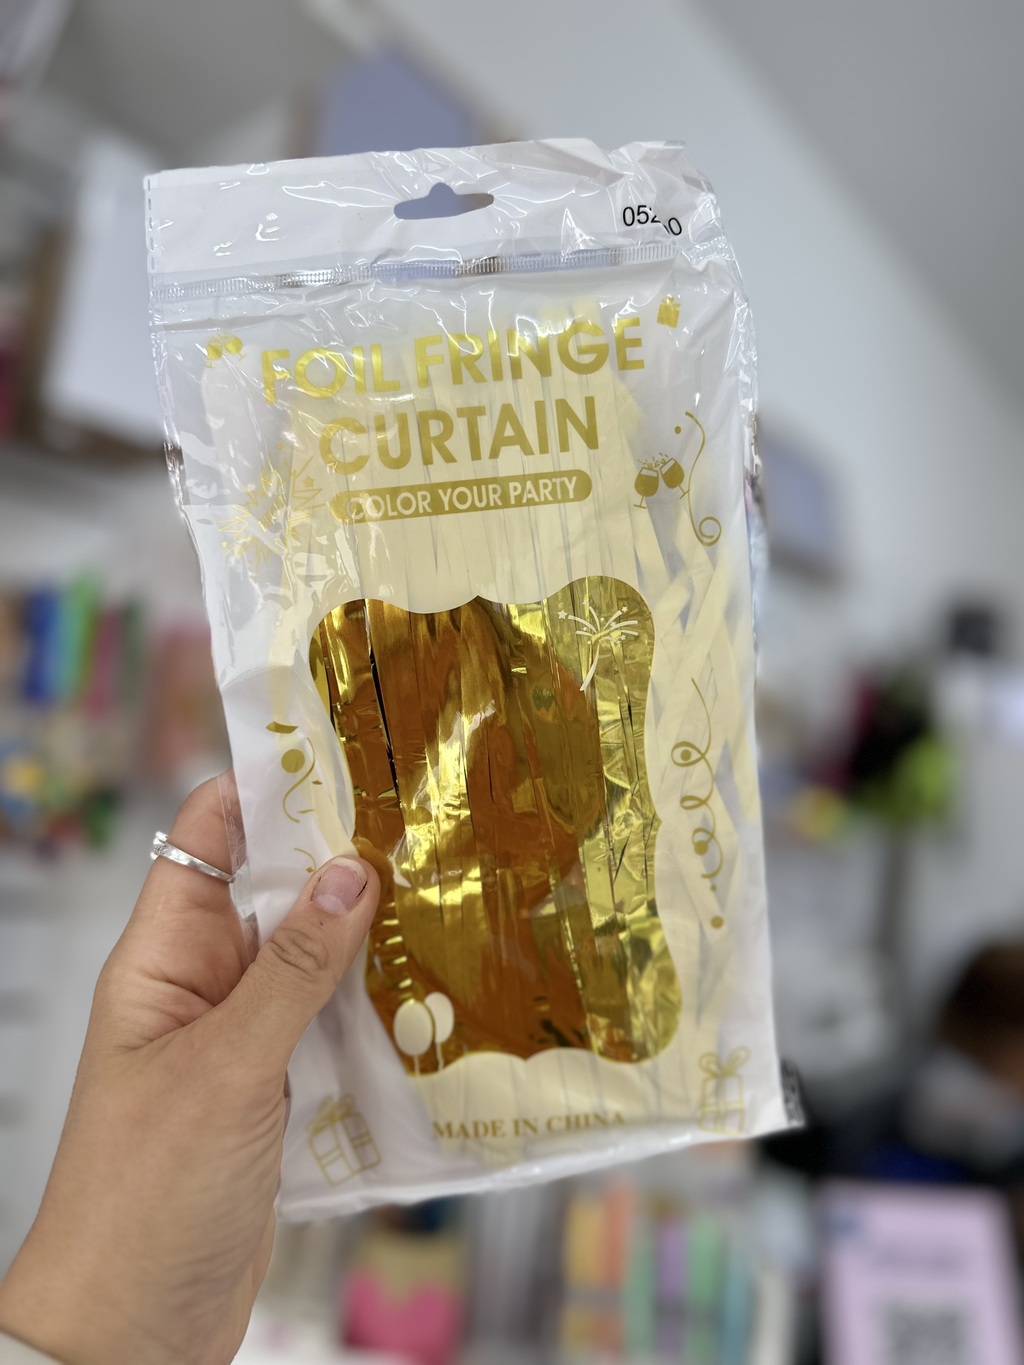 FOIL FRINGE
CURTAIN
COLOR YOUR PARTY
MADE IN CHINA